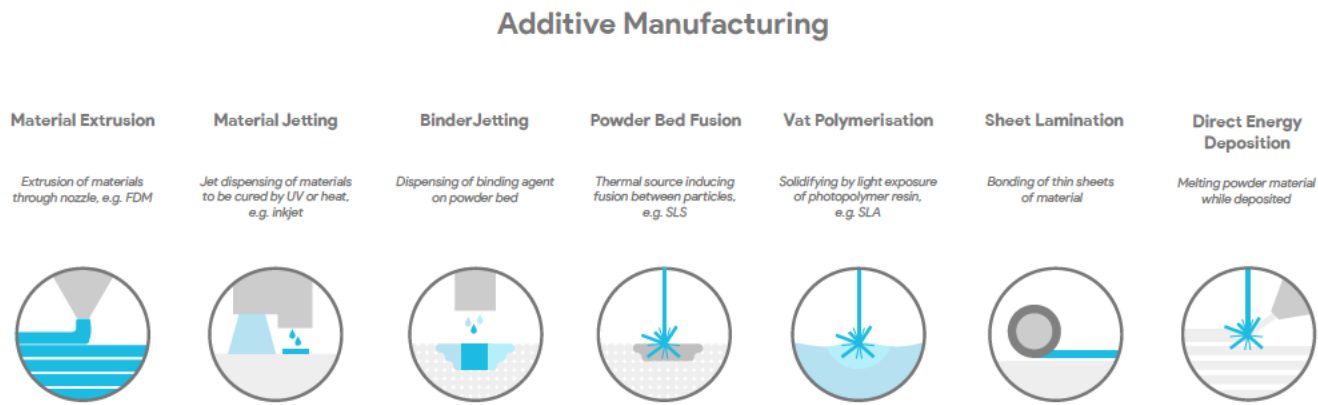 Additive Manufacturing
Material Extrusion
Extrusion of materials
through nozzle, e.g. FDM
Material Jetting
Jet dispensing of materials
to be cured by UV or heat,
e.g. inkjet
BinderJetting
Dispensing of binding agent
on powder bed
Powder Bed Fusion
Thermal source inducing
fusion between particles,
e.g. SLS
Vat Polymerisation
Solidifying by light exposure
of photopolymer resin,
e.g. SLA
Sheet Lamination
Bonding of thin sheets
of material
Direct Energy
Deposition
Melting powder material
while deposited